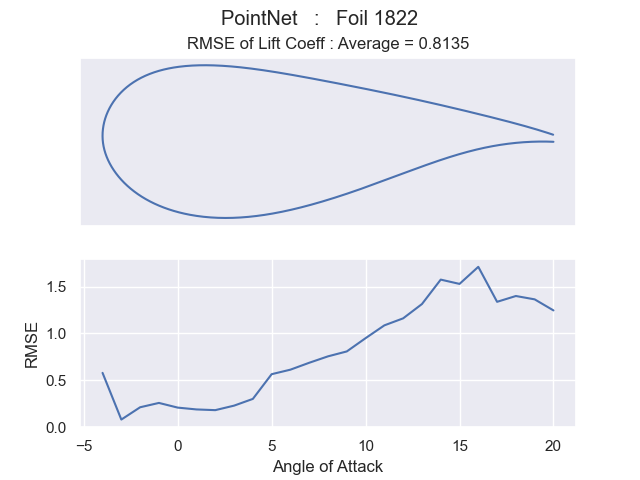 PointNet : Foil 1822
RMSE of Lift Coeff : Average = 0.8135
1.5
1.0
0.5
0.0
RMSE
−5 0 5 10 15 20
Angle of Attack